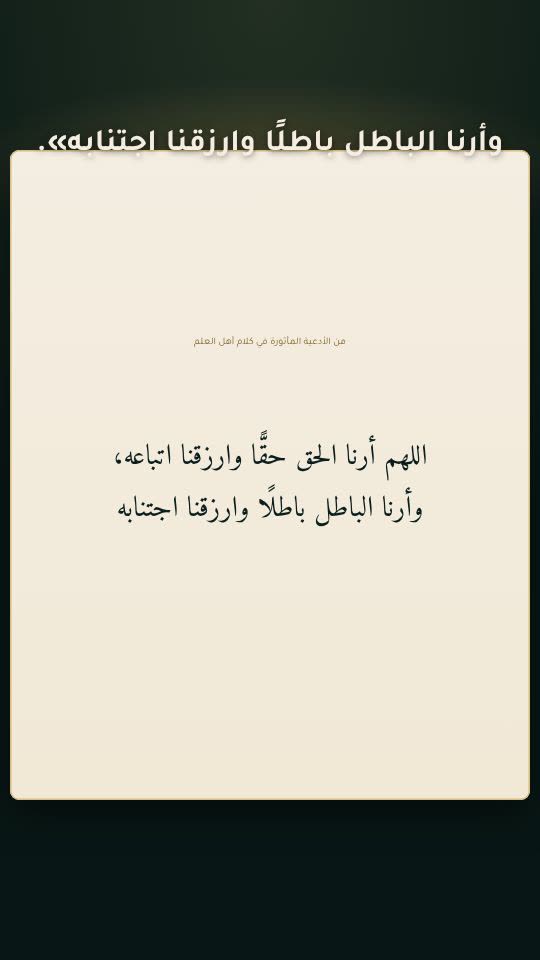 وأرنا الباطل باطلًا وارزقنا اجتنابه».
من الأدعية المأثورة في كلام أهل العلم
اللهم أرنا الحق حقًّا وارزقنا اتباعه،
وأرنا الباطل باطلًا وارزقنا اجتنابه